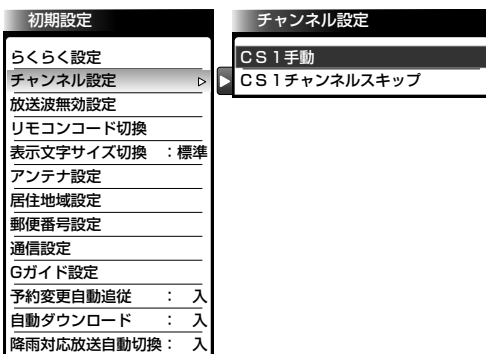 初期設定
らくらく設定
チャンネル設定
放送波無効設定
リモコンコード切換
表示文字サイズ切換 ：標準
アンテナ設定
居住地域設定
郵便番号設定
通信設定
Gガイド設定
予約変更自動追従 ： 入
自動ダウンロード ： 入
降雨対応放送自動切換： 入
チャンネル設定
ＣＳ１手動
ＣＳ１チャンネルスキップ